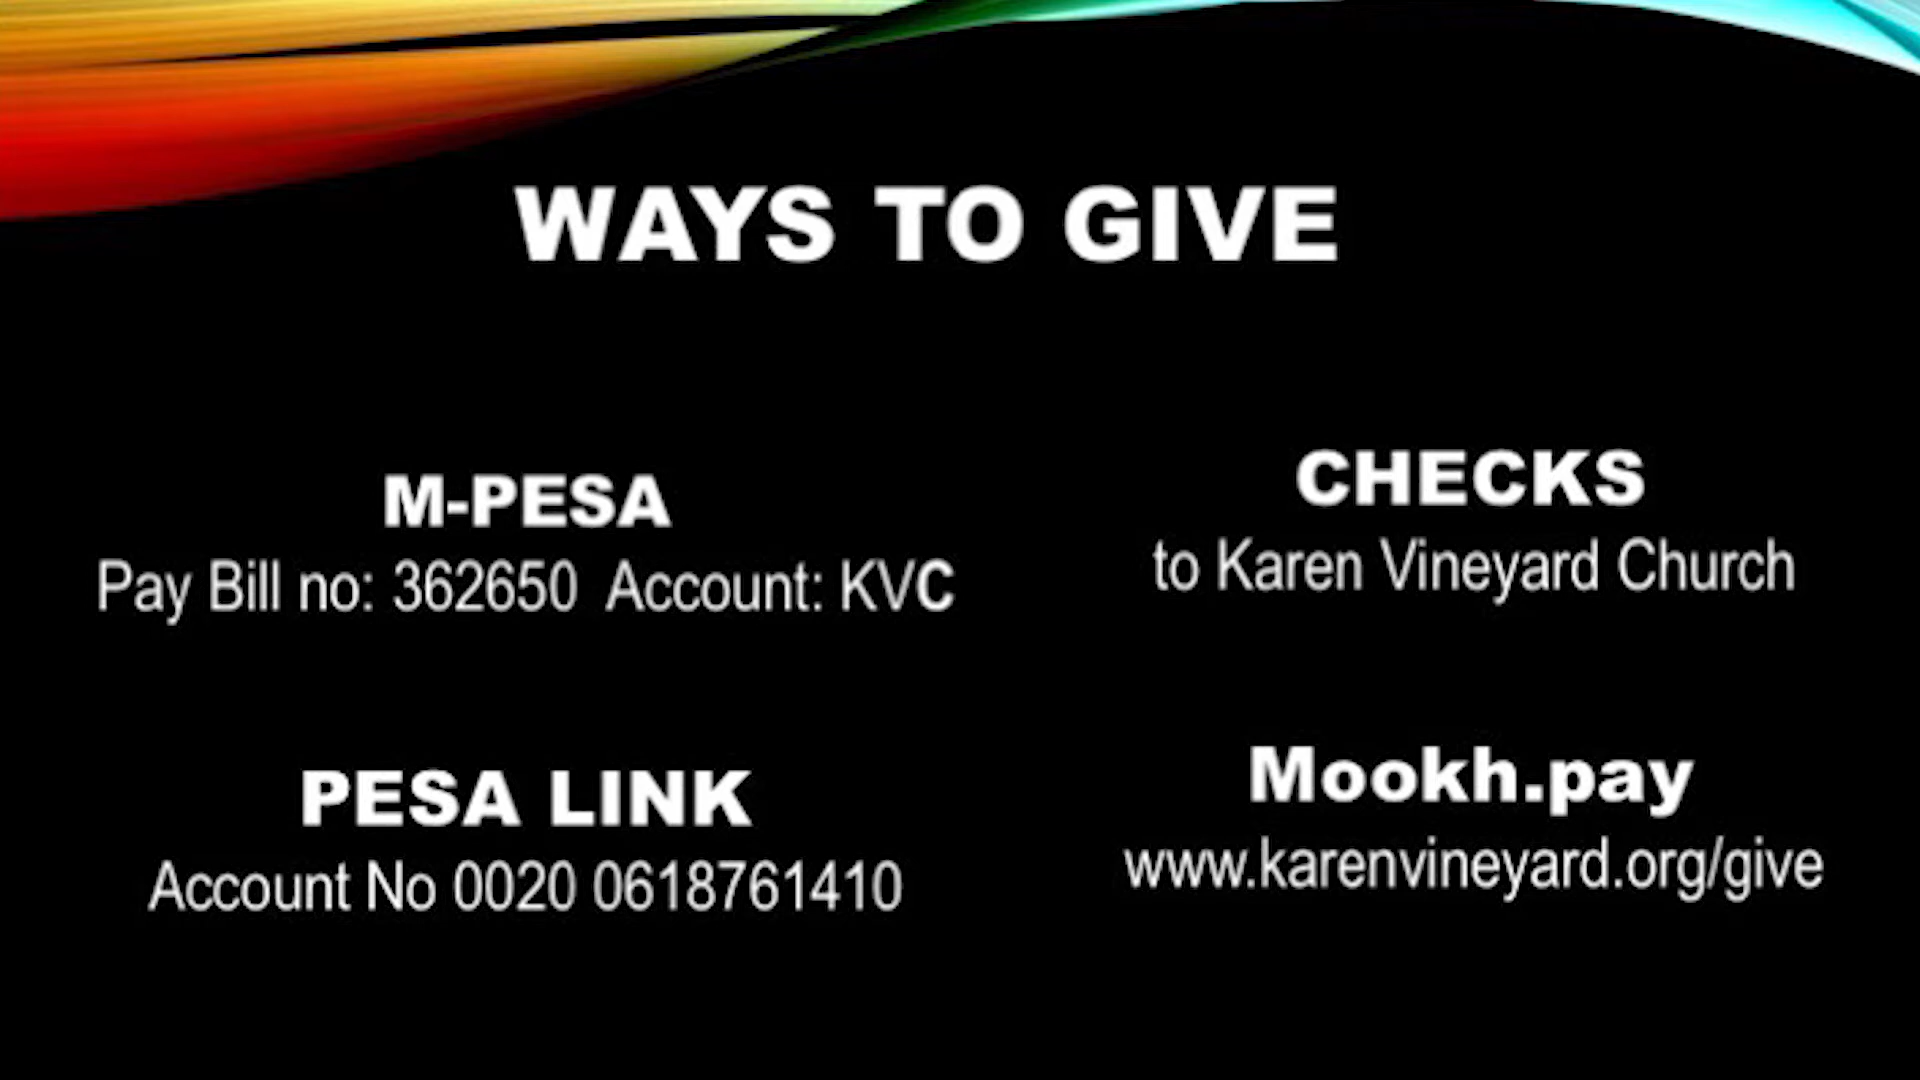 WAYS TO GIVE
M-PESA
Pay Bill no: 362650 Account: KVC
CHECKS
to Karen Vineyard Church
PESA LINK
Account No 0020 0618761410
Mookh.pay
www.karenvineyard.org/give